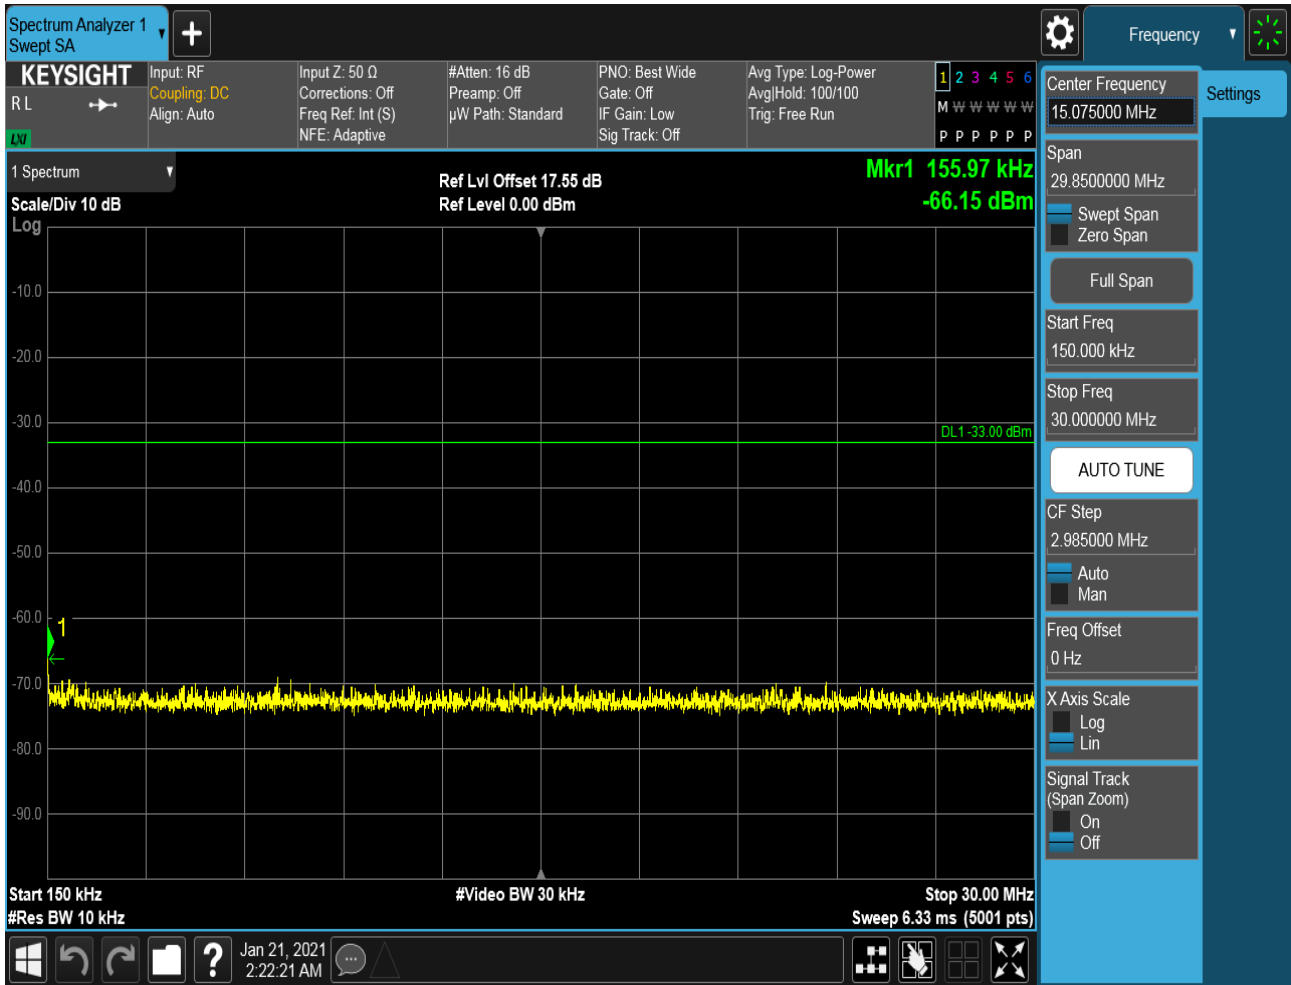 Spectrum Analyzer 1
Swept SA
Frequency
KEYSIGHT
R L
LXI
Input: RF
Coupling: DC
Align: Auto
Input Z: 50 Ω
Corrections: Off
Freq Ref: Int (S)
NFE: Adaptive
#Atten: 16 dB
Preamp: Off
µW Path: Standard
PNO: Best Wide
Gate: Off
IF Gain: Low
Sig Track: Off
Avg Type: Log-Power
Avg|Hold: 100/100
Trig: Free Run
1 2 3 4 5 6
M W W W W W
P P P P P P
1 Spectrum
Scale/Div 10 dB
Log
Ref Lvl Offset 17.55 dB
Ref Level 0.00 dBm
Mkr1 155.97 kHz
-66.15 dBm
-10.0
-20.0
-30.0
DL1 -33.00 dBm
-40.0
-50.0
-60.0
1
-70.0
-80.0
-90.0
Start 150 kHz
#Res BW 10 kHz
#Video BW 30 kHz
Stop 30.00 MHz
Sweep 6.33 ms (5001 pts)
Center Frequency
15.075000 MHz
Settings
Span
29.8500000 MHz
Swept Span
Zero Span
Full Span
Start Freq
150.000 kHz
Stop Freq
30.000000 MHz
AUTO TUNE
CF Step
2.985000 MHz
Auto
Man
Freq Offset
0 Hz
X Axis Scale
Log
Lin
Signal Track
(Span Zoom)
On
Off
?
Jan 21, 2021
2:22:21 AM